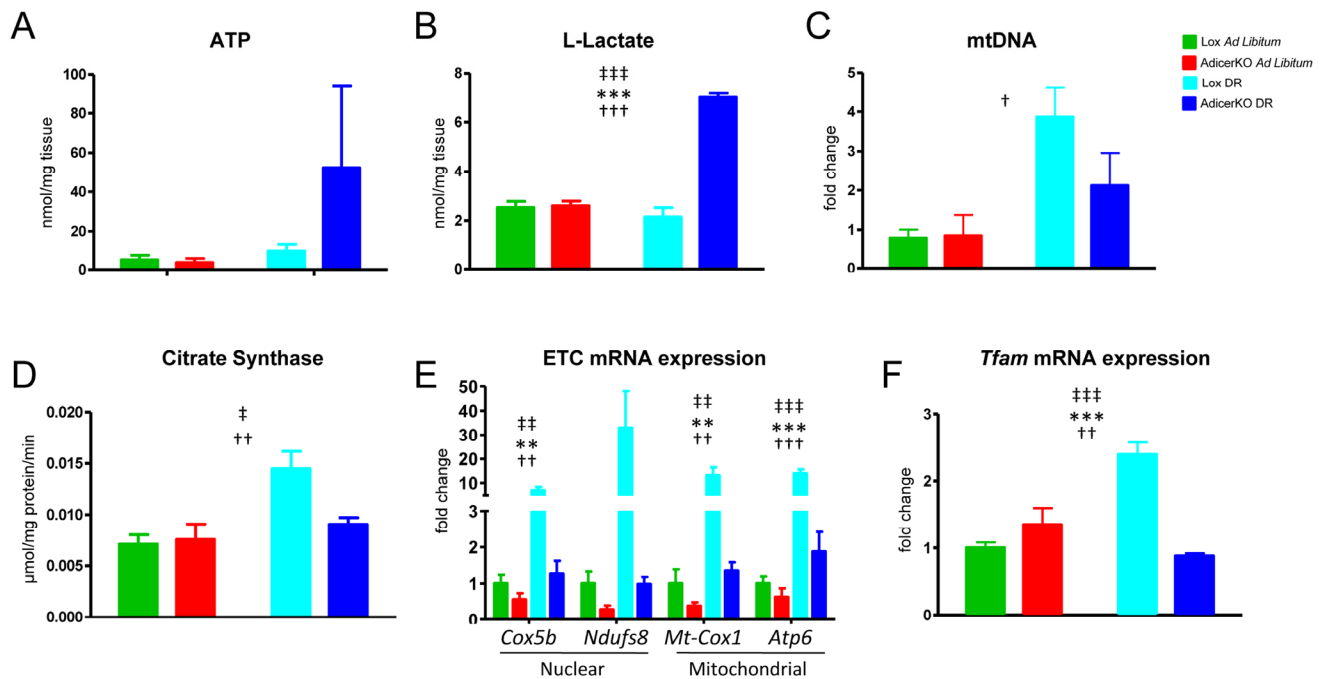 A
ATP
nmol/mg tissue
100
80
60
40
20
0
B
L-Lactate
nmol/mg tissue
8
6
4
2
0
‡‡‡
***
†††
C
mtDNA
fold change
5
4
3
2
1
0
†
Lox Ad Libitum
AdicerKO Ad Libitum
Lox DR
AdicerKO DR
D
Citrate Synthase
µmol/mg protein/min
0.020
0.015
0.010
0.005
0.000
‡
††
E
ETC mRNA expression
fold change
50
40
30
20
10
3
2
1
0
‡‡
**
††
‡‡
**
††
‡‡‡
***
†††
Cox5b Ndufs8 Mt-Cox1 Atp6
Nuclear Mitochondrial
F
Tfam mRNA expression
fold change
3
2
1
0
‡‡‡
***
††